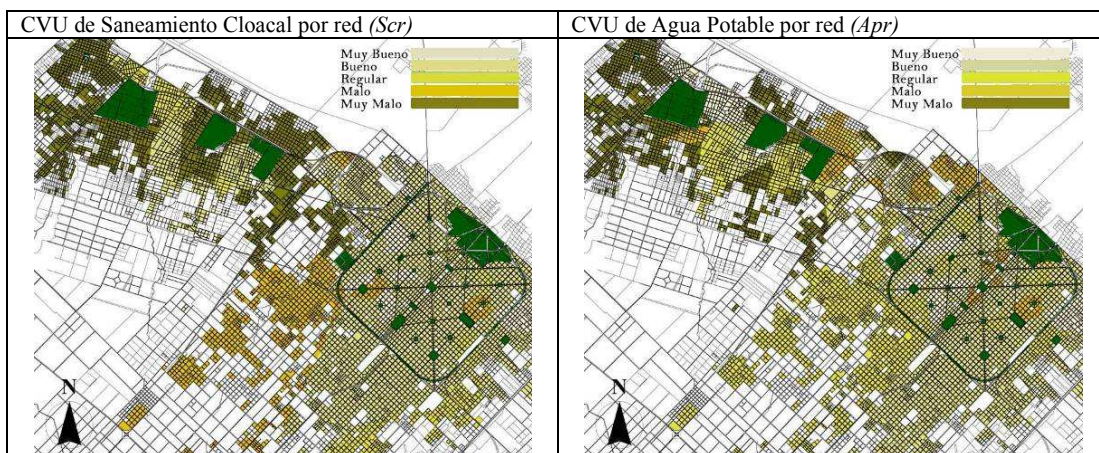 CVU de Saneamiento Cloacal por red (Scr)
CVU de Agua Potable por red (Apr)
Muy Bueno
Bueno
Regular
Malo
Muy Malo
N
Muy Bueno
Bueno
Regular
Malo
Muy Malo
N